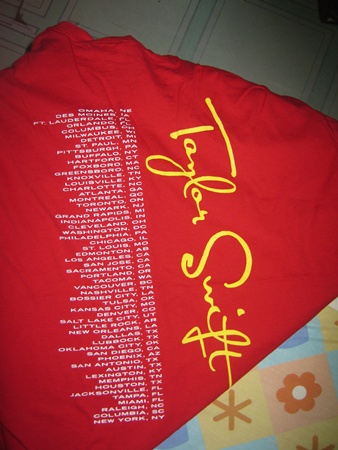 OMAHA, NE
DES MOINES, IA
FT. LAUDERDALE, FL
ORLANDO, FL
COLUMBUS, OH
MILWAUKEE, WI
DETROIT, MI
ST. PAUL, MN
PITTSBURGH, PA
BUFFALO, NY
HARTFORD, CT
FOXBORO, MA
GREENSBORO, NC
KNOXVILLE, TN
LOUISVILLE, KY
CHARLOTTE, NC
ATLANTA, GA
MONTREAL, QC
TORONTO, ON
NEWARK, NJ
GRAND RAPIDS, MI
INDIANAPOLIS, IN
CLEVELAND, OH
WASHINGTON, DC
PHILADELPHIA, PA
CHICAGO, IL
ST. LOUIS, MO
EDMONTON, AB
LOS ANGELES, CA
SAN JOSE, CA
SACRAMENTO, CA
PORTLAND, OR
TACOMA, WA
VANCOUVER, BC
NASHVILLE, TN
BOSSIER CITY, LA
TULSA, OK
KANSAS CITY, MO
DENVER, CO
SALT LAKE CITY, UT
LITTLE ROCK, AR
NEW ORLEANS, LA
DALLAS, TX
LUBBOCK, TX
OKLAHOMA CITY, OK
SAN DIEGO, CA
PHOENIX, AZ
SAN ANTONIO, TX
AUSTIN, TX
LEXINGTON, KY
MEMPHIS, TN
HOUSTON, TX
JACKSONVILLE, FL
TAMPA, FL
MIAMI, FL
RALEIGH, NC
COLUMBIA, SC
NEW YORK, NY
Taylor Swift